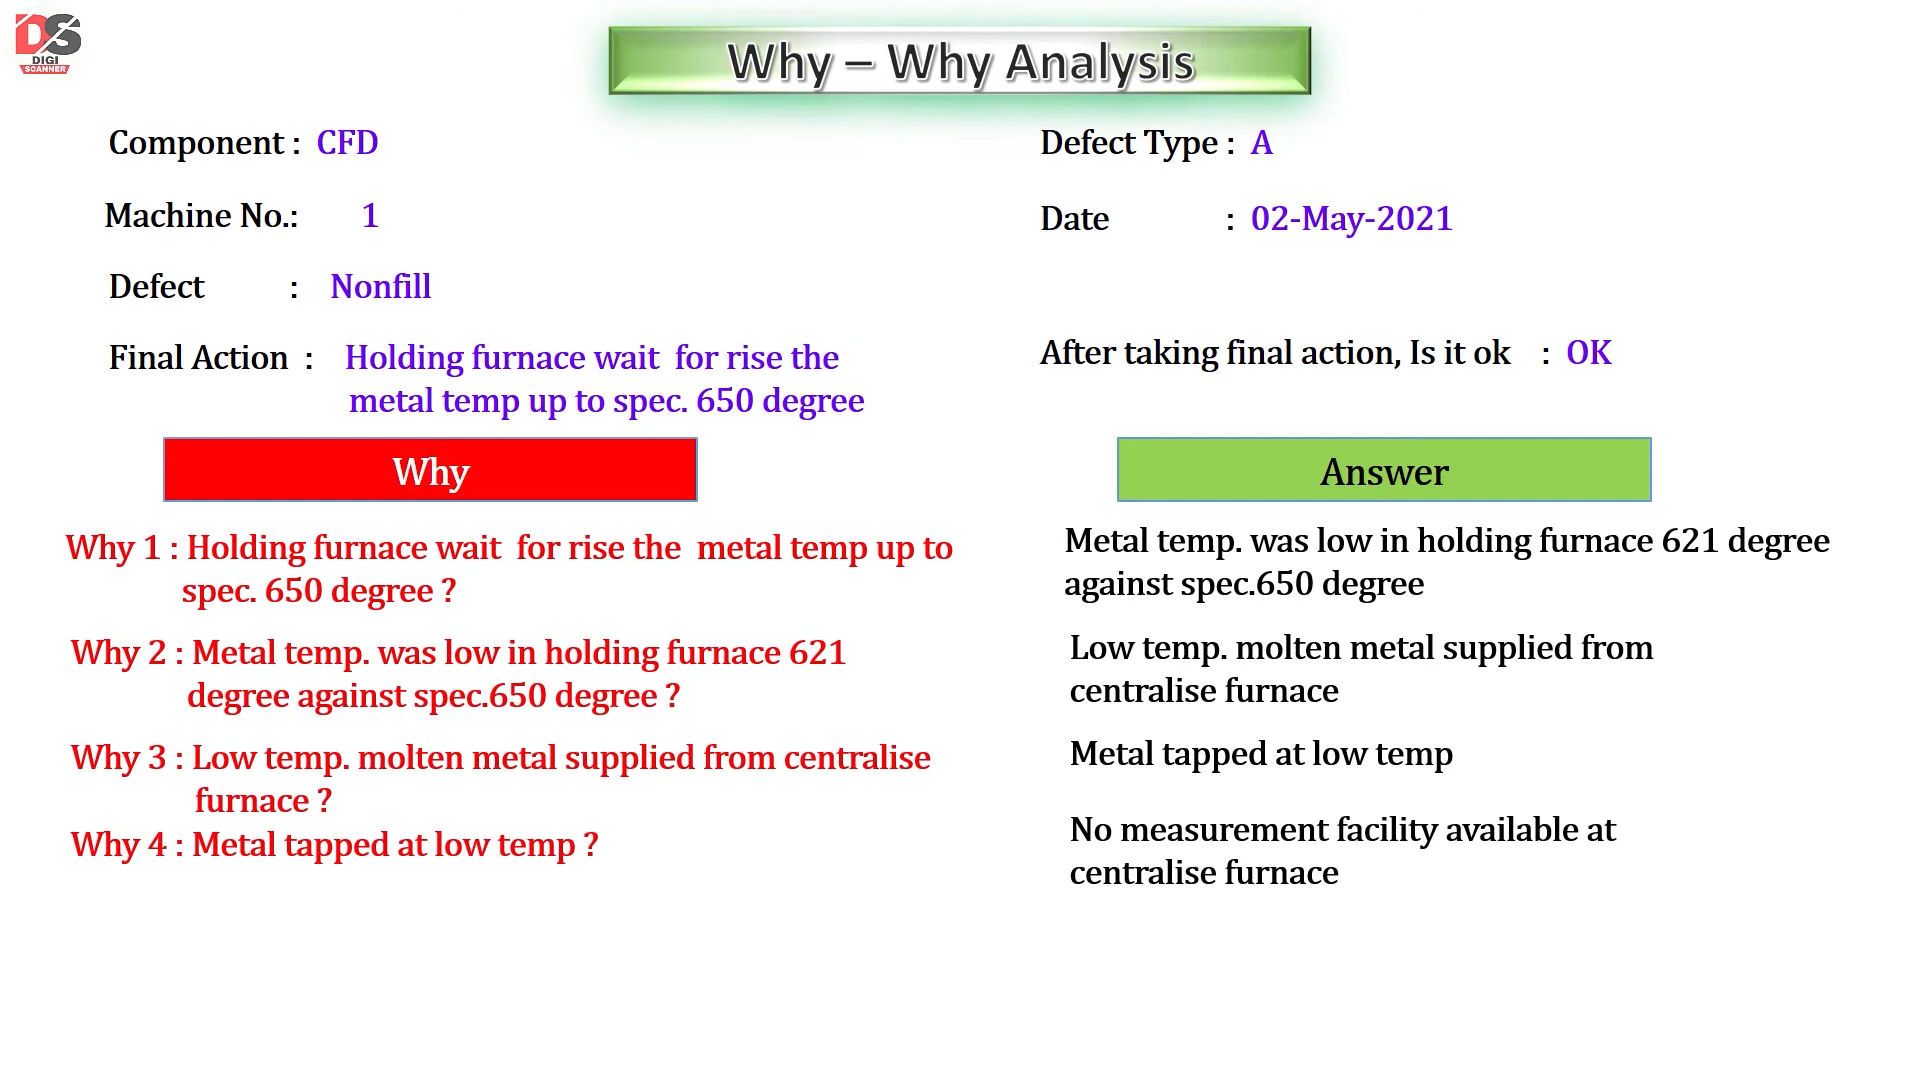 DS
DIGI
SCANNER
Why – Why Analysis
Component : CFD
Defect Type : A
Machine No.: 1
Date : 02-May-2021
Defect : Nonfill
Final Action : Holding furnace wait for rise the
metal temp up to spec. 650 degree
After taking final action, Is it ok : OK
Why
Answer
Why 1 : Holding furnace wait for rise the metal temp up to
spec. 650 degree ?
Metal temp. was low in holding furnace 621 degree
against spec.650 degree
Why 2 : Metal temp. was low in holding furnace 621
degree against spec.650 degree ?
Low temp. molten metal supplied from
centralise furnace
Why 3 : Low temp. molten metal supplied from centralise
furnace ?
Metal tapped at low temp
Why 4 : Metal tapped at low temp ?
No measurement facility available at
centralise furnace